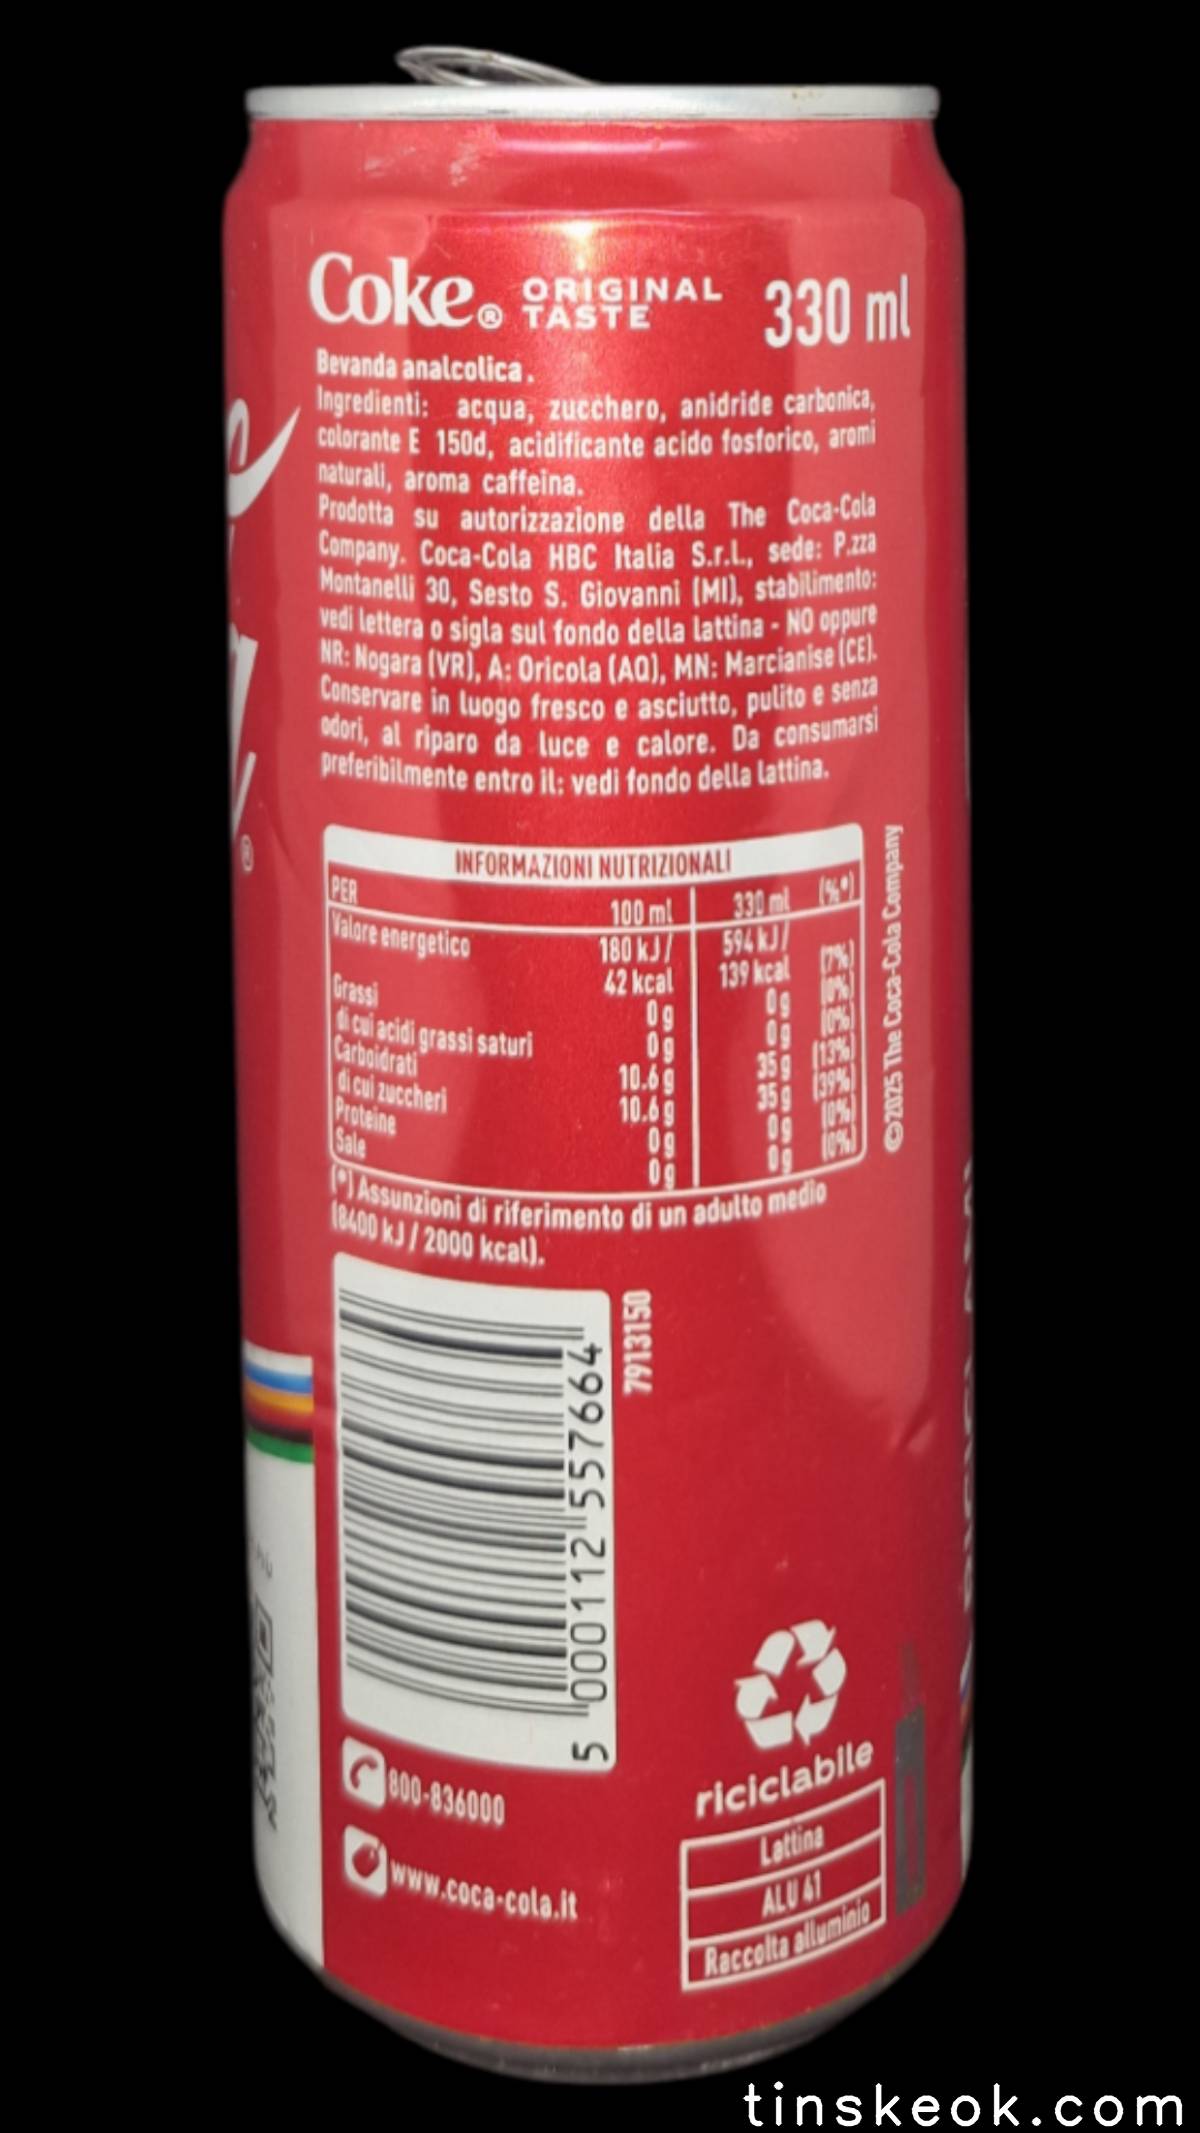 Coke® ORIGINAL TASTE 330 ml
Bevanda analcolica.
Ingredienti: acqua, zucchero, anidride carbonica,
colorante E 150d, acidificante acido fosforico, aromi
naturali, aroma caffeina.
Prodotta su autorizzazione della The Coca-Cola
Company. Coca-Cola HBC Italia S.r.l., sede: P.zza
Montanelli 30, Sesto S. Giovanni (MI), stabilimento:
vedi lettera o sigla sul fondo della lattina - NO oppure
NR: Nogara (VR), A: Oricola (AQ), MN: Marcianise (CE).
Conservare in luogo fresco e asciutto, pulito e senza
odori, al riparo da luce e calore. Da consumarsi
preferibilmente entro il: vedi fondo della lattina.
INFORMAZIONI NUTRIZIONALI
PER 100 ml 330 ml (%*)
Valore energetico 180 kJ/ 594 kJ/
42 kcal 139 kcal (7%)
Grassi 0 g 0 g (0%)
di cui acidi grassi saturi 0 g 0 g (0%)
Carboidrati 10.6 g 35 g (13%)
di cui zuccheri 10.6 g 35 g (39%)
Proteine 0 g 0 g (0%)
Sale 0 g 0 g (0%)
(*) Assunzioni di riferimento di un adulto medio
(8400 kJ / 2000 kcal).
©2025 The Coca-Cola Company
5 000112 557664
7913150
800-836000
www.coca-cola.it
riciclabile
Lattina
ALU 41
Raccolta alluminio
tinskeok.com